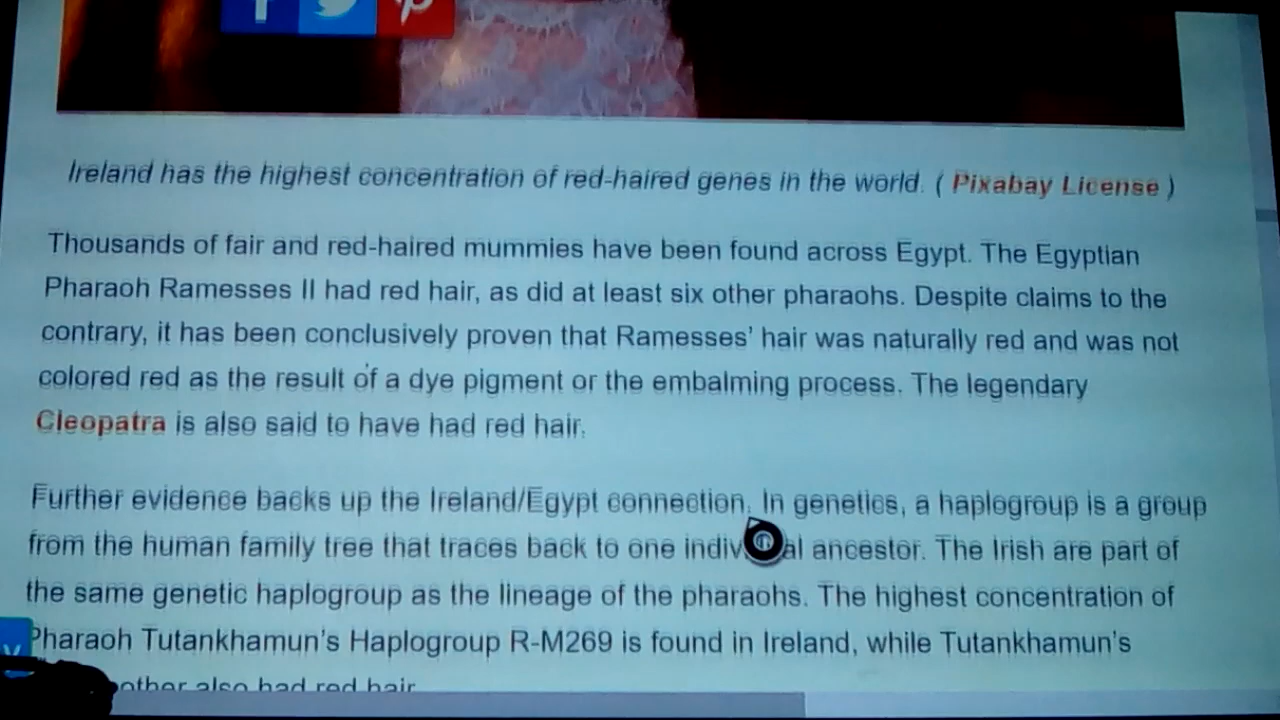 Ireland has the highest concentration of red-haired genes in the world. ( Pixabay License )
Thousands of fair and red-haired mummies have been found across Egypt. The Egyptian
Pharaoh Ramesses II had red hair, as did at least six other pharaohs. Despite claims to the
contrary, it has been conclusively proven that Ramesses' hair was naturally red and was not
colored red as the result of a dye pigment or the embalming process. The legendary
Cleopatra is also said to have had red hair.
Further evidence backs up the Ireland/Egypt connection. In genetics, a haplogroup is a group
from the human family tree that traces back to one ancestor. The Irish are part of
the same genetic haplogroup as the lineage of the pharaohs. The highest concentration of
Pharaoh Tutankhamun's Haplogroup R-M269 is found in Ireland, while Tutankhamun's
also had red hair